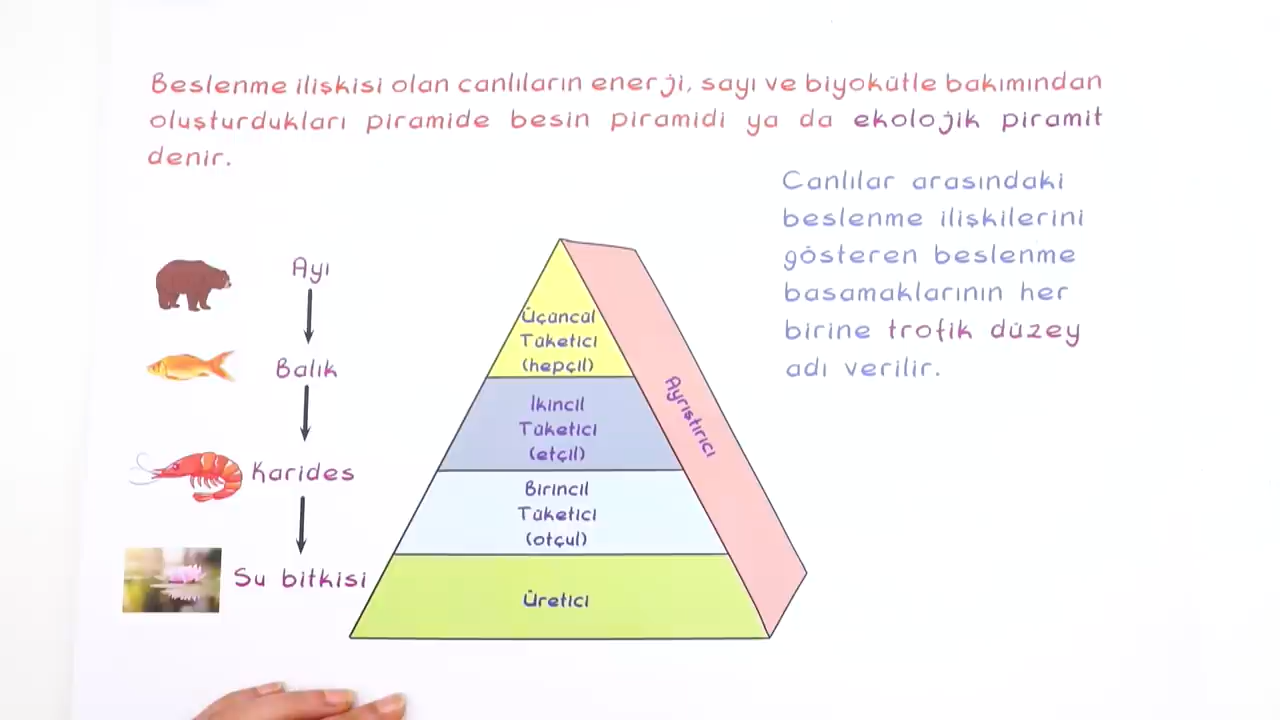 Beslenme ilişkisi olan canlıların enerji, sayı ve biyokütle bakımından
oluşturdukları piramide besin piramidi ya da ekolojik piramit
denir.
Canlılar arasındaki
beslenme ilişkilerini
gösteren beslenme
basamaklarının her
birine trofik düzey
adı verilir.
Ayı
Balık
Karides
Su bitkisi
Üçüncül
Tüketici
(hepçil)
İkincil
Tüketici
(etçil)
Birincil
Tüketici
(otçul)
Üretici
Ayrıştırıcı